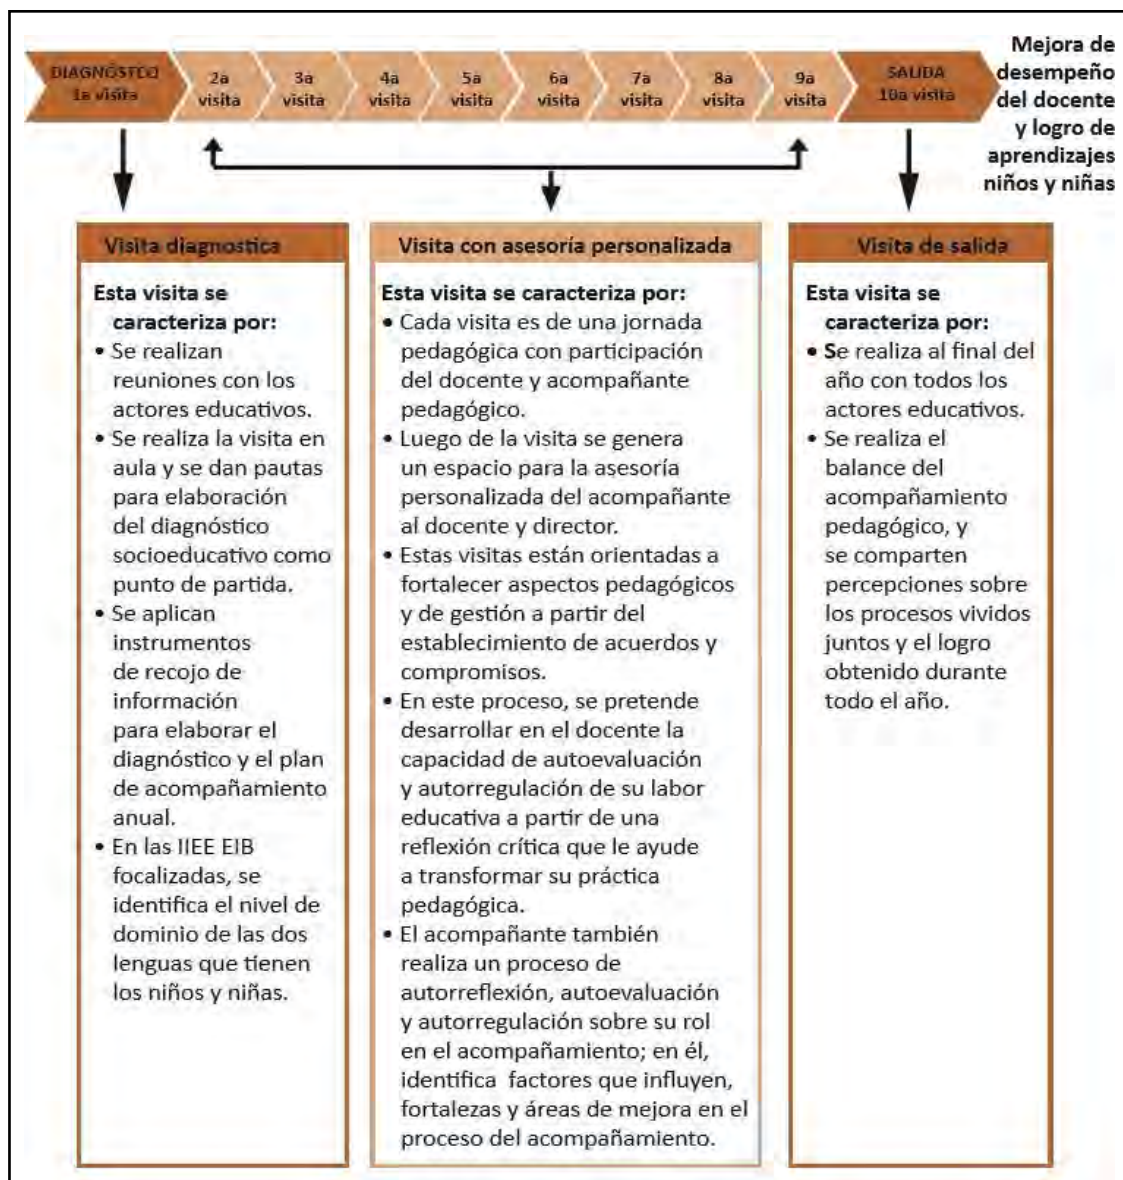 DIAGNÓSTCO
1a visita
2a
visita
3a
visita
4a
visita
5a
visita
6a
visita
7a
visita
8a
visita
9a
visita
SALIDA
10a visita
Mejora de
desempeño
del docente
y logro de
aprendizajes
niños y niñas
Visita diagnostica
Esta visita se
caracteriza por:
• Se realizan
reuniones con los
actores educativos.
• Se realiza la visita en
aula y se dan pautas
para elaboración
del diagnóstico
socioeducativo como
punto de partida.
• Se aplican
instrumentos
de recojo de
información
para elaborar el
diagnóstico y el plan
de acompañamiento
anual.
• En las IIEE EIB
focalizadas, se
identifica el nivel de
dominio de las dos
lenguas que tienen
los niños y niñas.
Visita con asesoría personalizada
Esta visita se caracteriza por:
• Cada visita es de una jornada
pedagógica con participación
del docente y acompañante
pedagógico.
• Luego de la visita se genera
un espacio para la asesoría
personalizada del acompañante
al docente y director.
• Estas visitas están orientadas a
fortalecer aspectos pedagógicos
y de gestión a partir del
establecimiento de acuerdos y
compromisos.
• En este proceso, se pretende
desarrollar en el docente la
capacidad de autoevaluación
y autorregulación de su labor
educativa a partir de una
reflexión crítica que le ayude
a transformar su práctica
pedagógica.
• El acompañante también
realiza un proceso de
autorreflexión, autoevaluación
y autorregulación sobre su rol
en el acompañamiento; en él,
identifica factores que influyen,
fortalezas y áreas de mejora en el
proceso del acompañamiento.
Visita de salida
Esta visita se
caracteriza por:
• Se realiza al final del
año con todos los
actores educativos.
• Se realiza el
balance del
acompañamiento
pedagógico, y
se comparten
percepciones sobre
los procesos vividos
juntos y el logro
obtenido durante
todo el año.